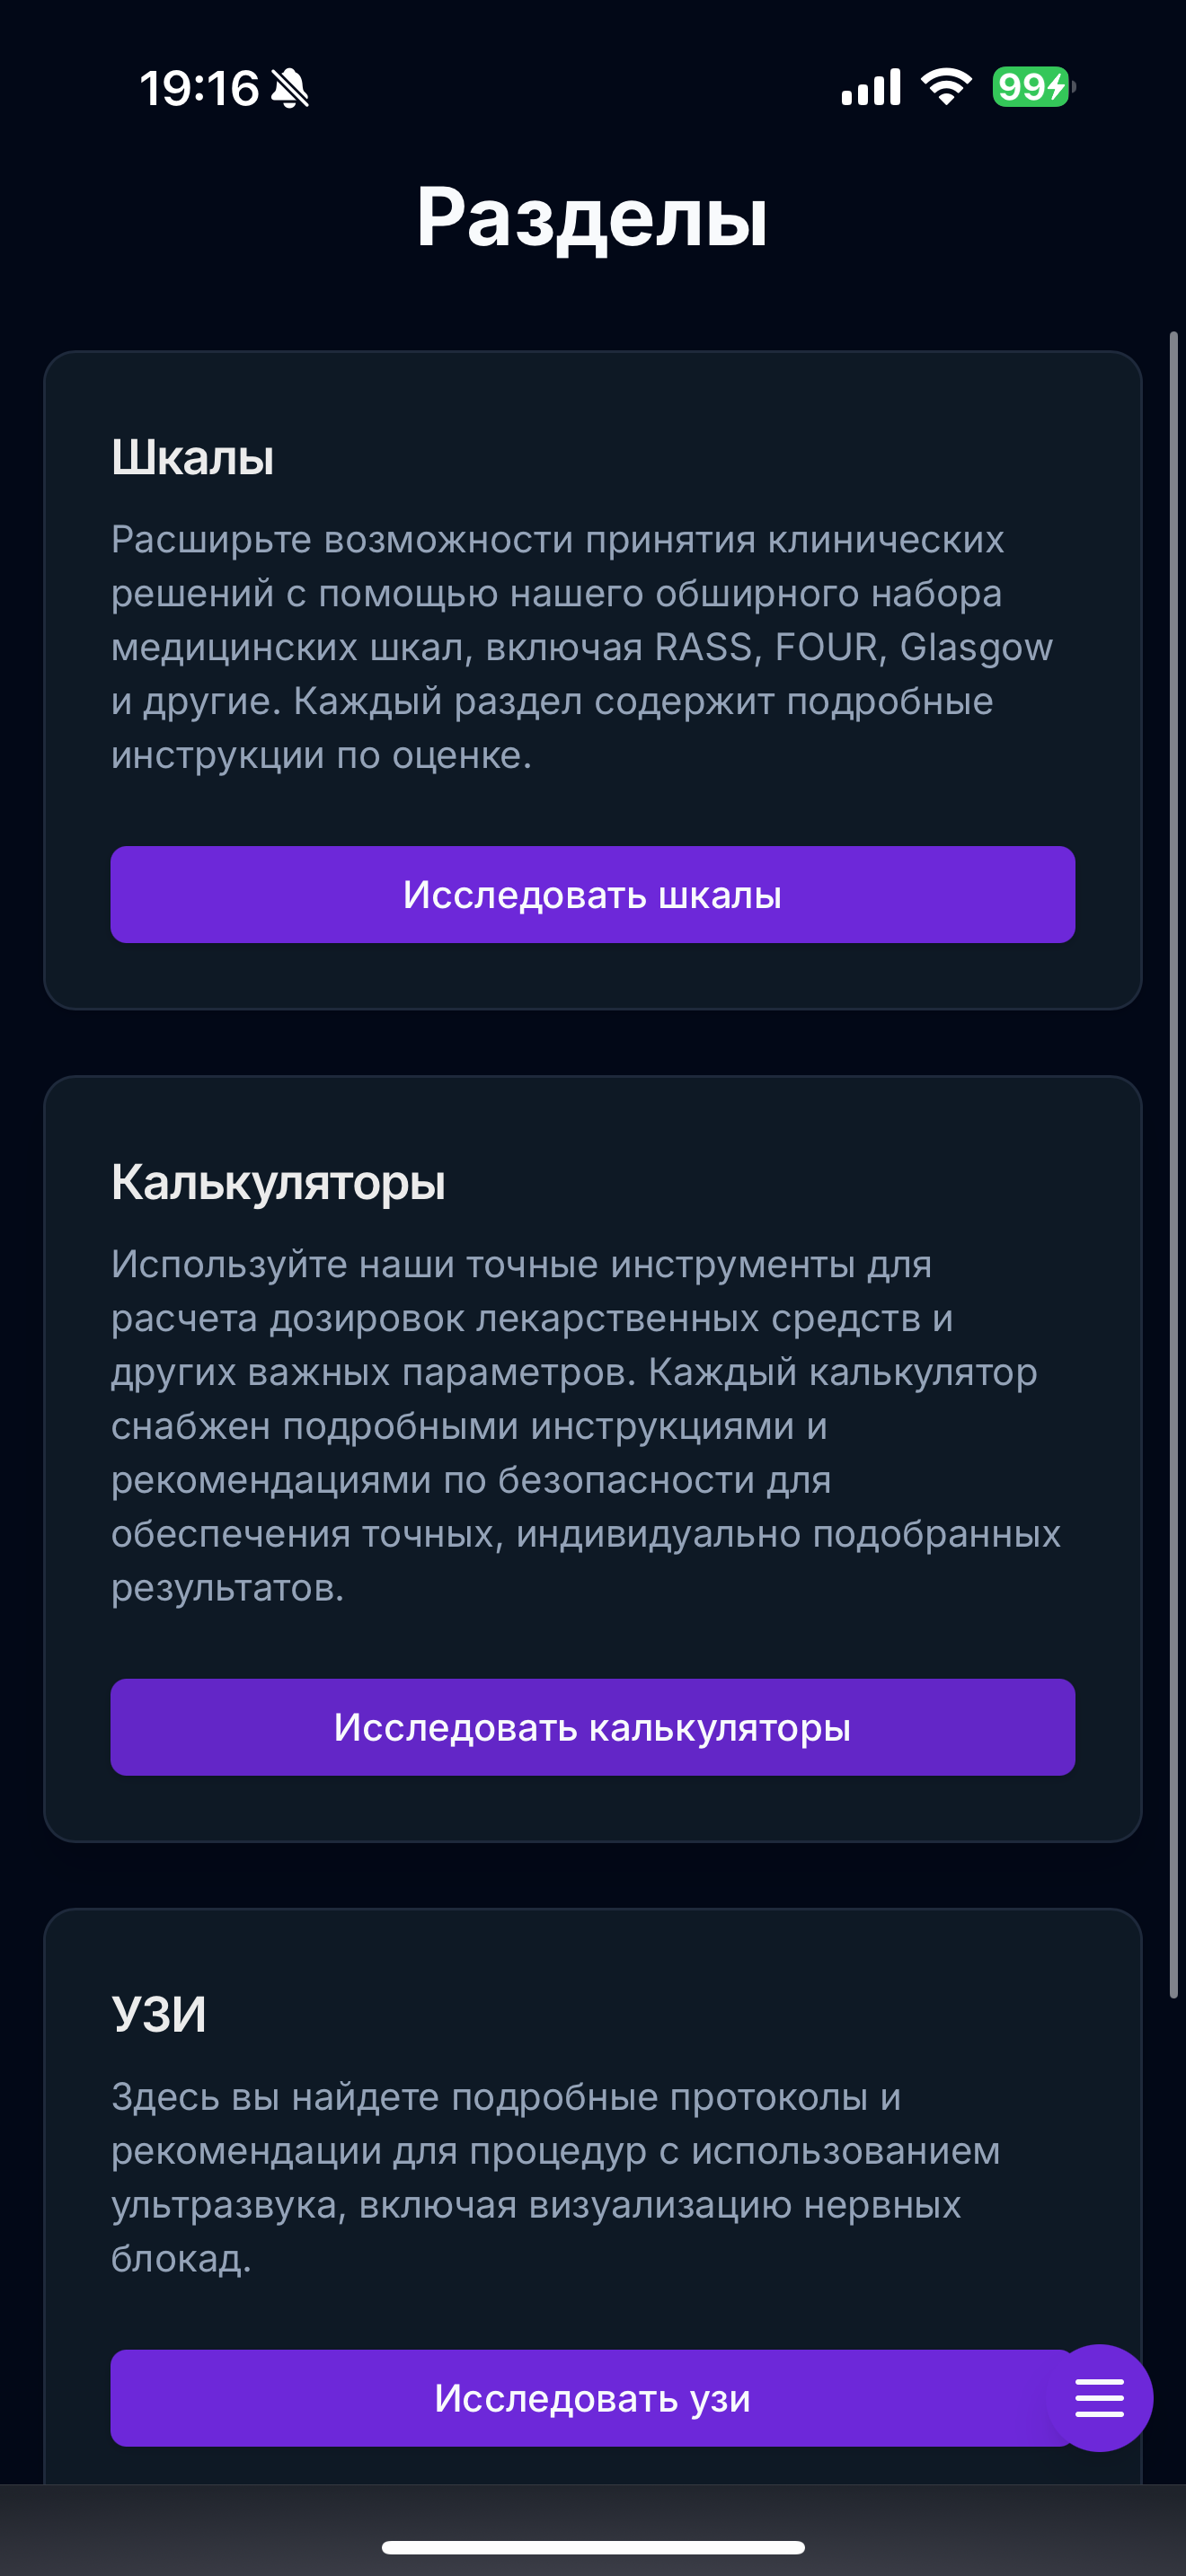 19:16
99
Разделы
Шкалы
Расширьте возможности принятия клинических
решений с помощью нашего обширного набора
медицинских шкал, включая RASS, FOUR, Glasgow
и другие. Каждый раздел содержит подробные
инструкции по оценке.
Исследовать шкалы
Калькуляторы
Используйте наши точные инструменты для
расчета дозировок лекарственных средств и
других важных параметров. Каждый калькулятор
снабжен подробными инструкциями и
рекомендациями по безопасности для
обеспечения точных, индивидуально подобранных
результатов.
Исследовать калькуляторы
УЗИ
Здесь вы найдете подробные протоколы и
рекомендации для процедур с использованием
ультразвука, включая визуализацию нервных
блокад.
Исследовать узи